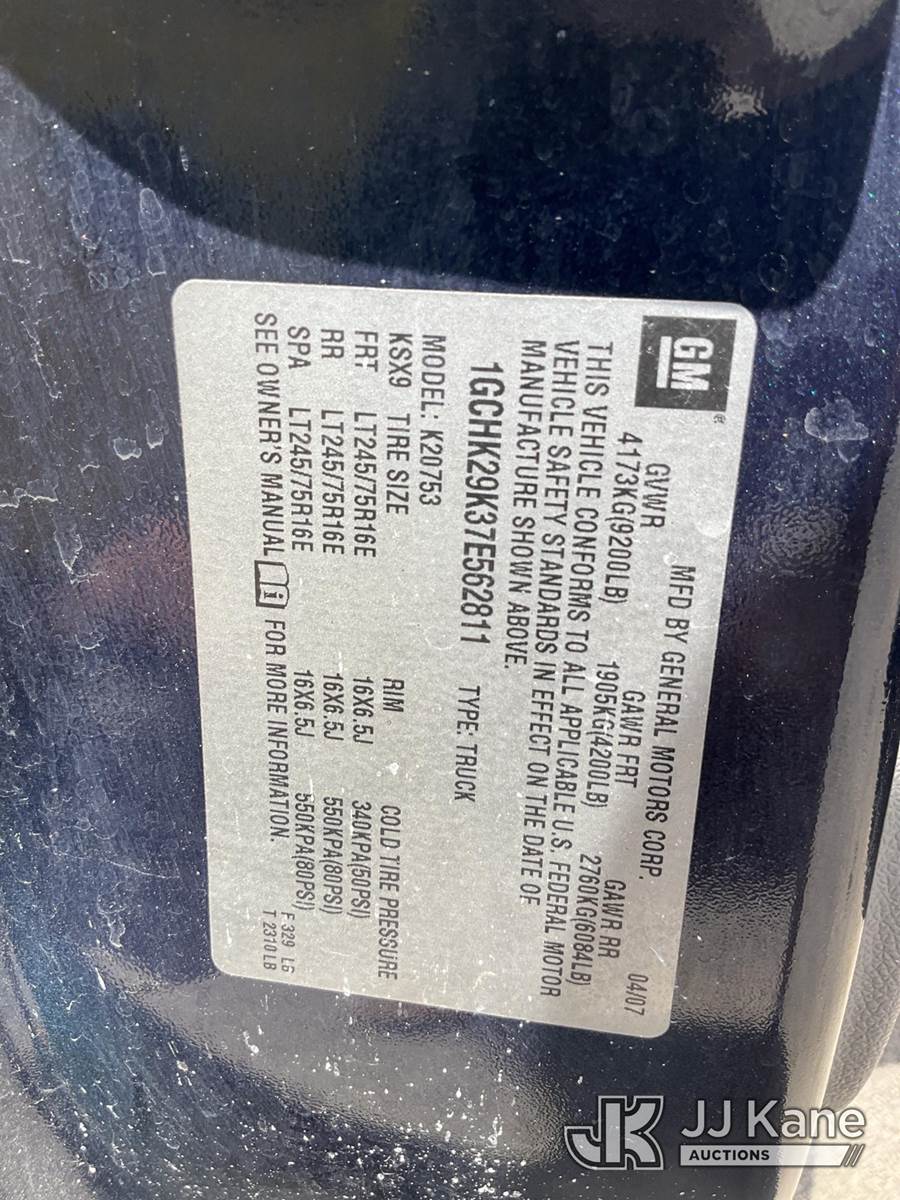 GM®
MFD BY GENERAL MOTORS CORP. 04/07
GVWR GAWR FRT GAWR RR
4173KG(9200LB) 1905KG(4200LB) 2760KG(6084LB)
THIS VEHICLE CONFORMS TO ALL APPLICABLE U.S. FEDERAL MOTOR
VEHICLE SAFETY STANDARDS IN EFFECT ON THE DATE OF
MANUFACTURE SHOWN ABOVE.
1GCHK29K37E562811 TYPE: TRUCK
MODEL: K20753
KSX9 TIRE SIZE RIM COLD TIRE PRESSURE
FRT LT245/75R16E 16X6.5J 340KPA(50PSI)
RR LT245/75R16E 16X6.5J 550KPA(80PSI)
SPA LT245/75R16E 16X6.5J 550KPA(80PSI)
SEE OWNER'S MANUAL i FOR MORE INFORMATION.
F 329 L6
T 2310LB
JK JJ Kane
AUCTIONS